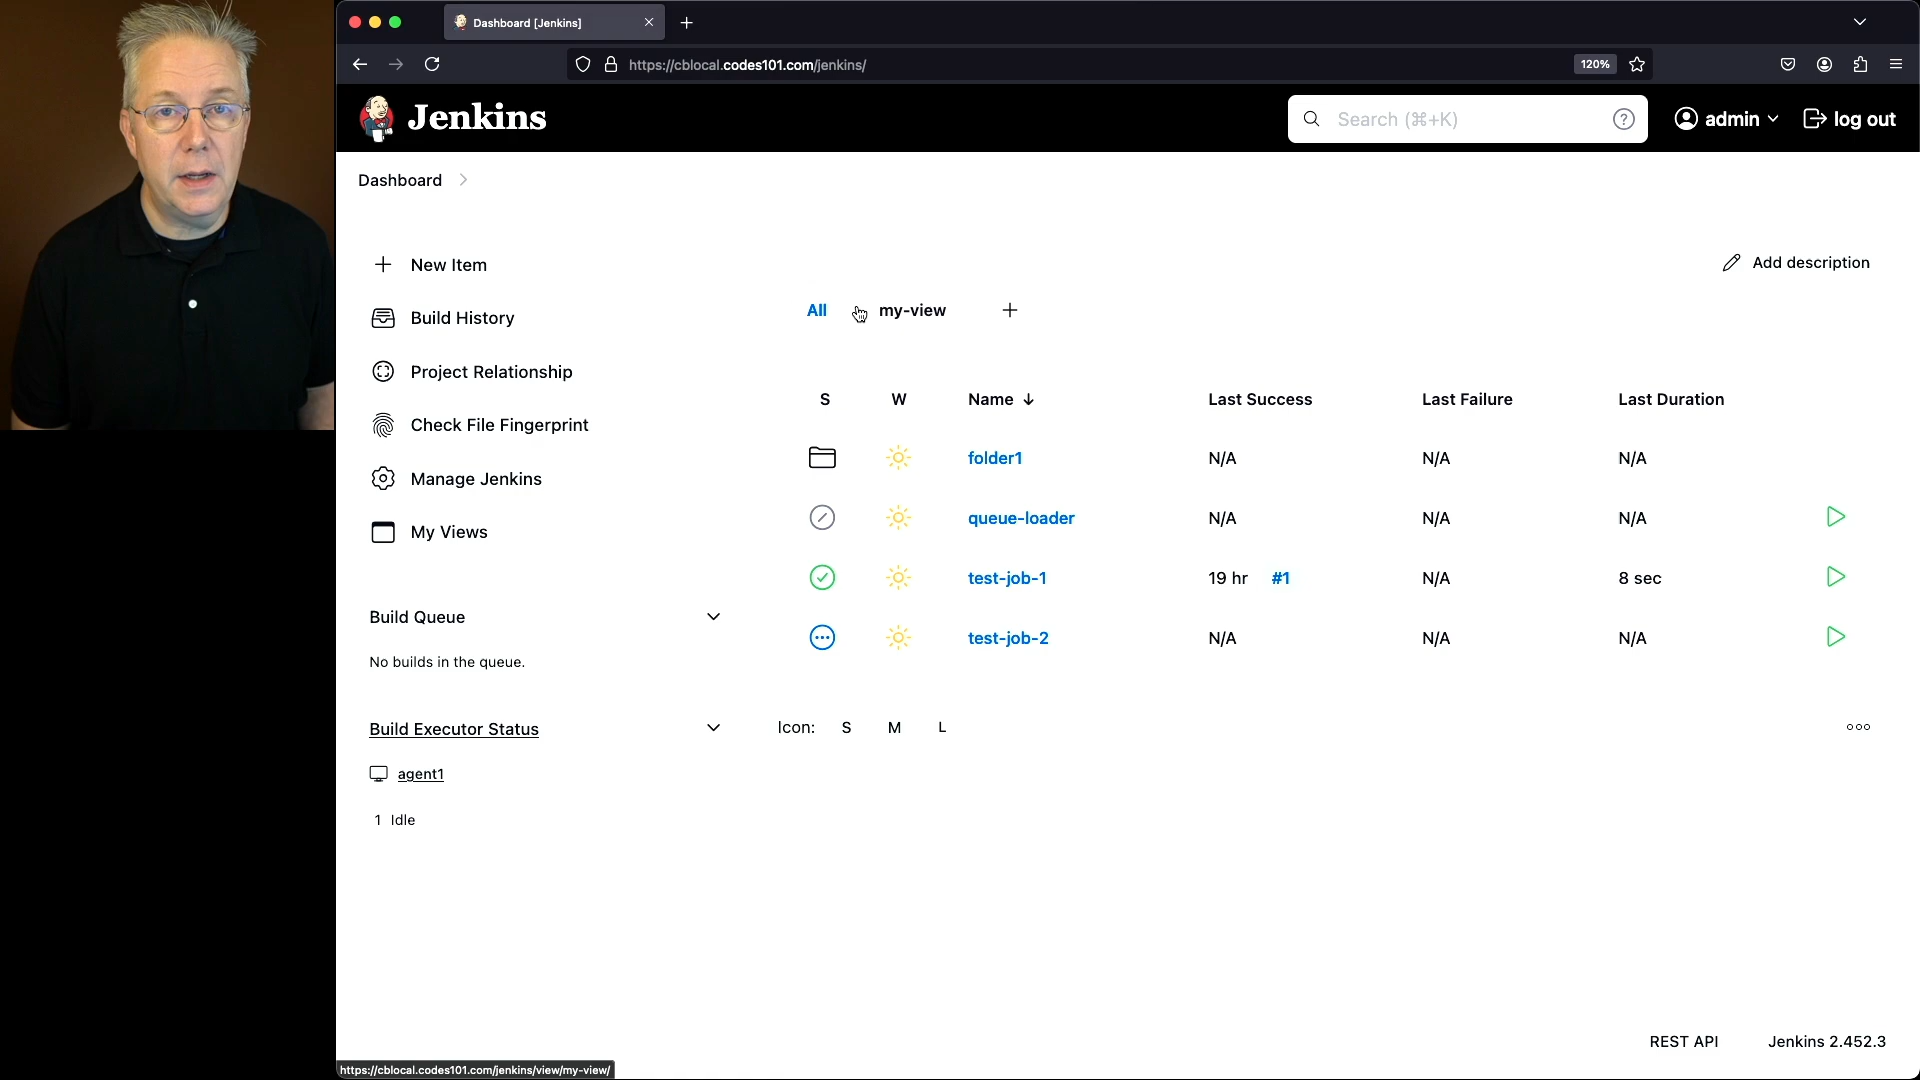 Dashboard [Jenkins]
https://cblocal.codes101.com/jenkins/
120%
Jenkins
Search (⌘+K)
?
admin
log out
Dashboard
New Item
Add description
All
my-view
Build History
Project Relationship
Check File Fingerprint
Manage Jenkins
My Views
S W Name ↓ Last Success Last Failure Last Duration
folder1 N/A N/A N/A
queue-loader N/A N/A N/A
test-job-1 19 hr #1 N/A 8 sec
test-job-2 N/A N/A N/A
Build Queue
No builds in the queue.
Build Executor Status
Icon: S M L
agent1
1 Idle
REST API
Jenkins 2.452.3
https://cblocal.codes101.com/jenkins/view/my-view/